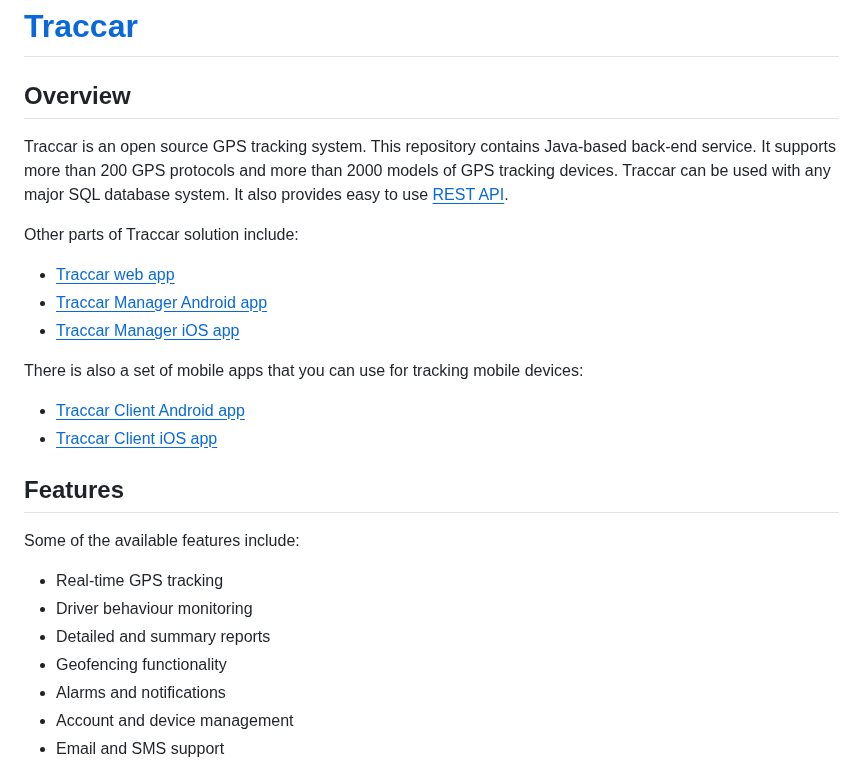 Traccar
Overview
Traccar is an open source GPS tracking system. This repository contains Java-based back-end service. It supports
more than 200 GPS protocols and more than 2000 models of GPS tracking devices. Traccar can be used with any
major SQL database system. It also provides easy to use REST API.
Other parts of Traccar solution include:
Traccar web app
Traccar Manager Android app
Traccar Manager iOS app
There is also a set of mobile apps that you can use for tracking mobile devices:
Traccar Client Android app
Traccar Client iOS app
Features
Some of the available features include:
Real-time GPS tracking
Driver behaviour monitoring
Detailed and summary reports
Geofencing functionality
Alarms and notifications
Account and device management
Email and SMS support